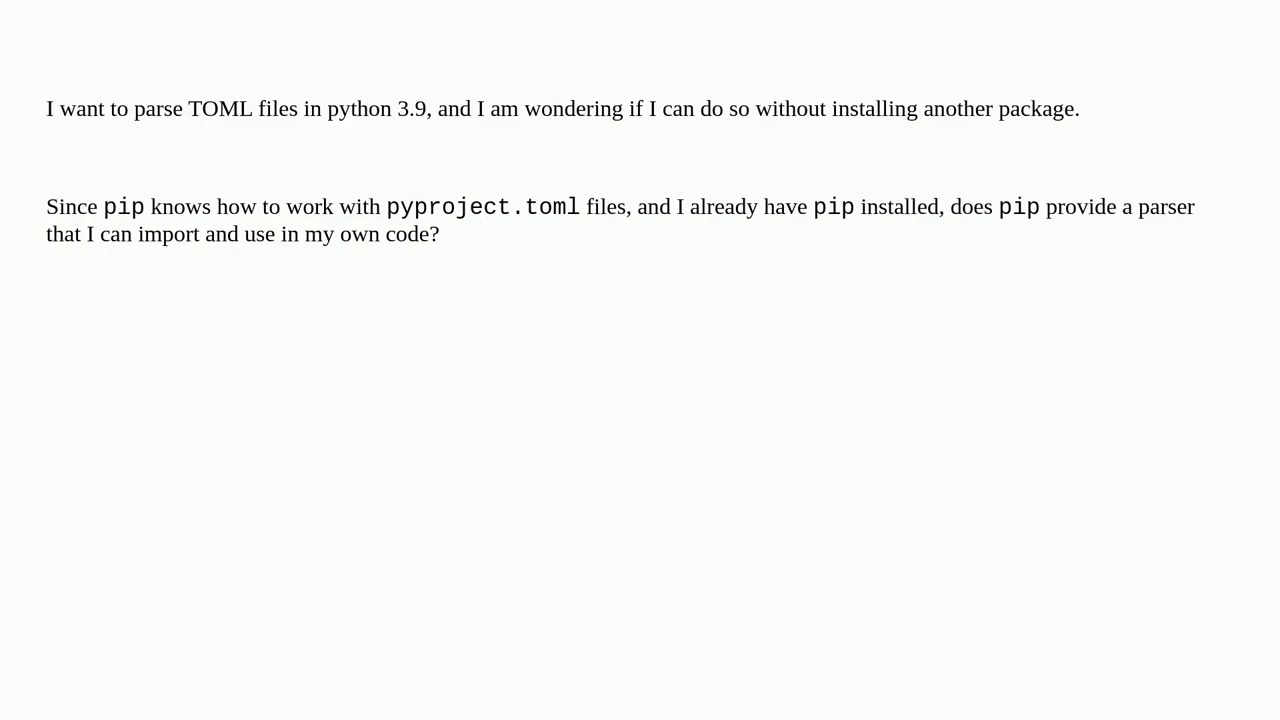 I want to parse TOML files in python 3.9, and I am wondering if I can do so without installing another package.
Since pip knows how to work with pyproject.toml files, and I already have pip installed, does pip provide a parser
that I can import and use in my own code?